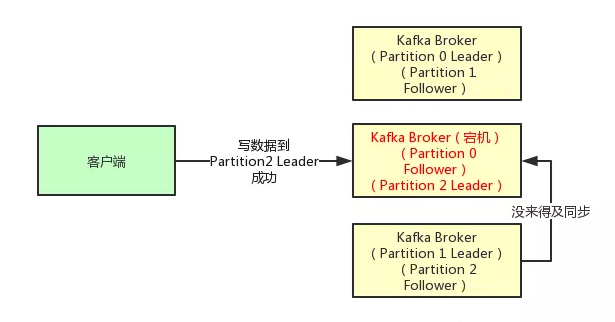 Kafka Broker
( Partition 0 Leader )
( Partition 1
Follower )
客户端
写数据到
Partition2 Leader
成功
Kafka Broker ( 宕机 )
( Partition 0
Follower )
( Partition 2 Leader )
没来得及同步
Kafka Broker
( Partition 1 Leader )
( Partition 2
Follower )